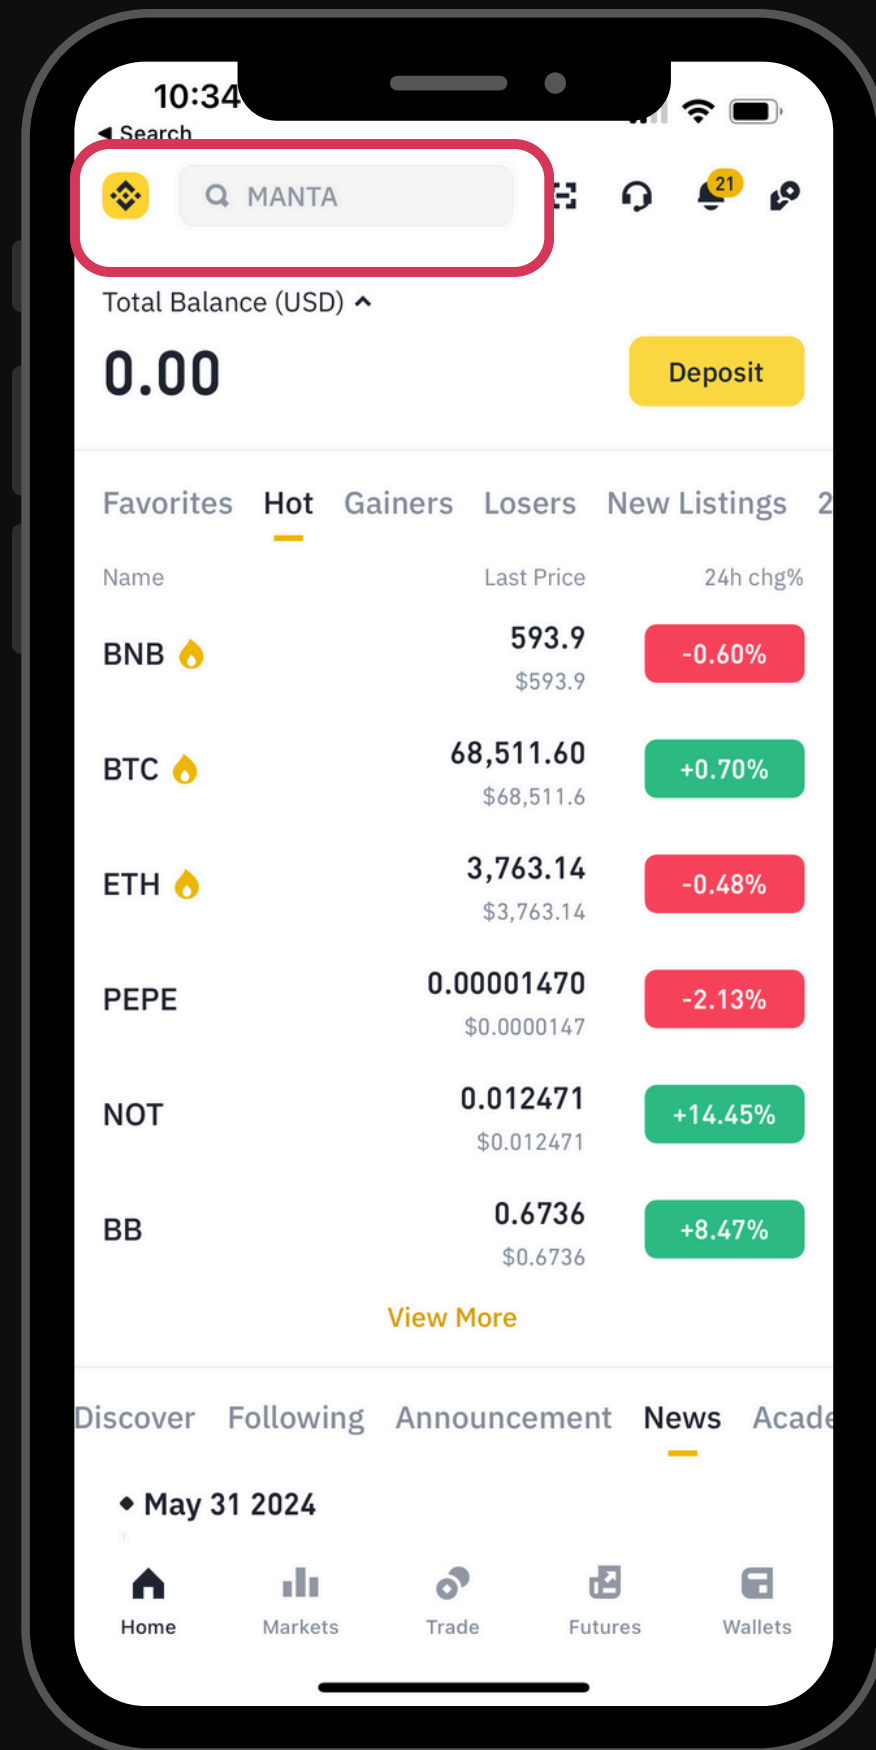 10:34
◀ Search
MANTA
21
Total Balance (USD)
0.00
Deposit
Favorites Hot Gainers Losers New Listings 2
Name Last Price 24h chg%
BNB 593.9 -0.60%
$593.9
BTC 68,511.60 +0.70%
$68,511.6
ETH 3,763.14 -0.48%
$3,763.14
PEPE 0.00001470 -2.13%
$0.0000147
NOT 0.012471 +14.45%
$0.012471
BB 0.6736 +8.47%
$0.6736
View More
Discover Following Announcement News Acade
May 31 2024
Home Markets Trade Futures Wallets